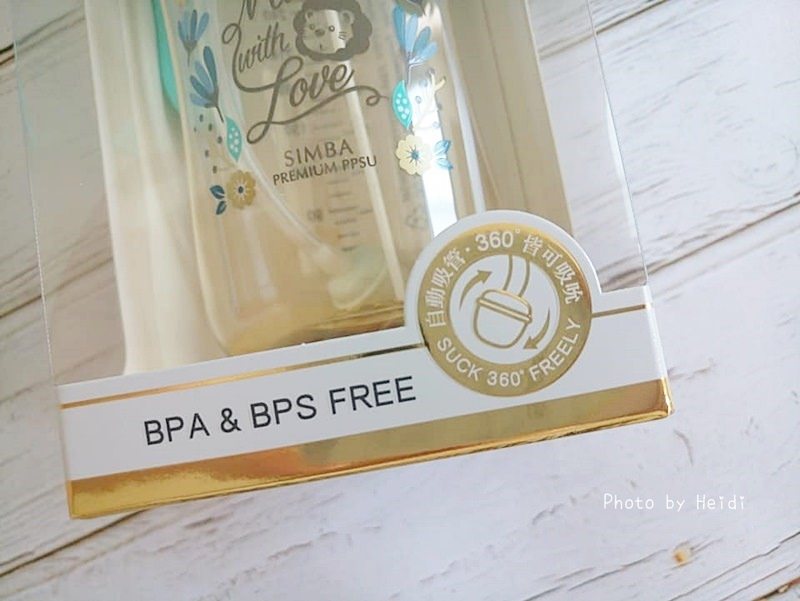 with
Love
SIMBA
PREMIUM PPSU
自動吸管·360°皆可吸吮
SUCK 360° FREELY
BPA & BPS FREE
Photo by Heidi